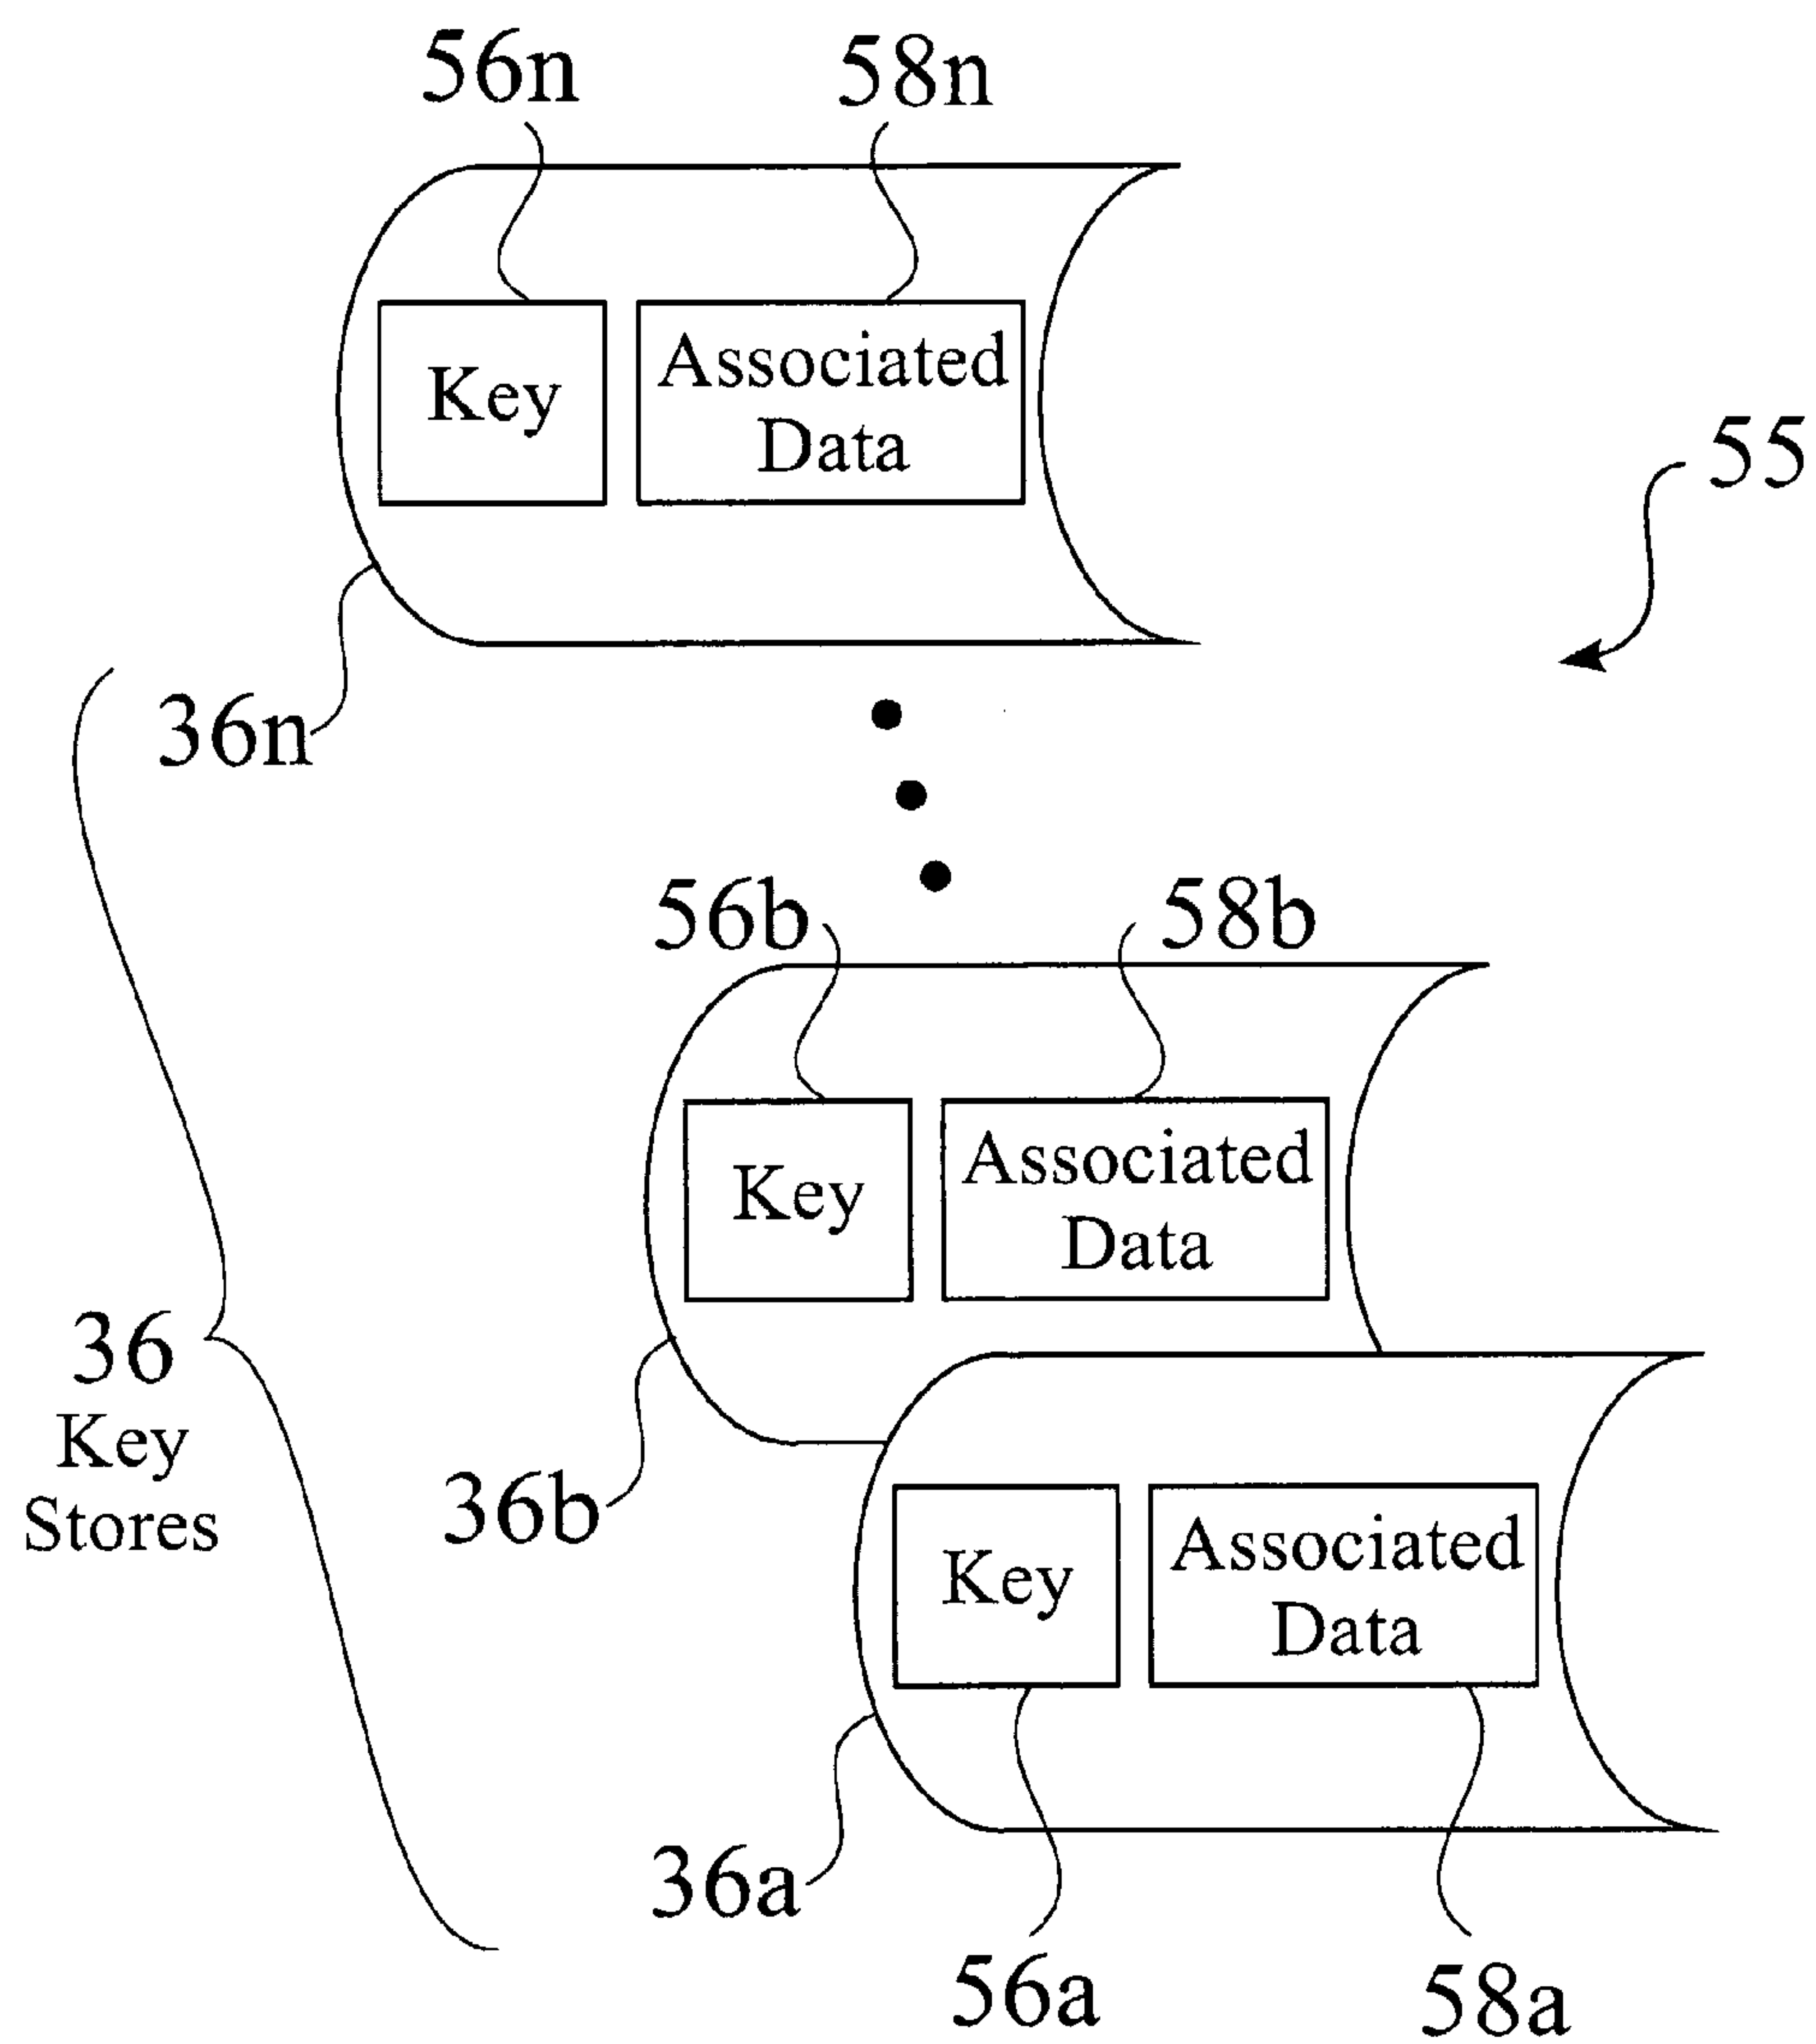 56n 58n
Key
Associated
Data
55
36n
56b 58b
Key
Associated
Data
36
Key
Stores
36b
Key
Associated
Data
36a
56a 58a